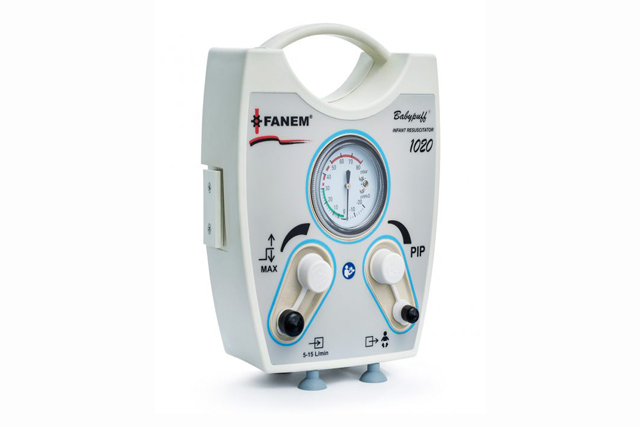 FANEM®
Babypuff®
INFANT RESUSCITATOR
1020
MAX
PIP
5-15 L/min